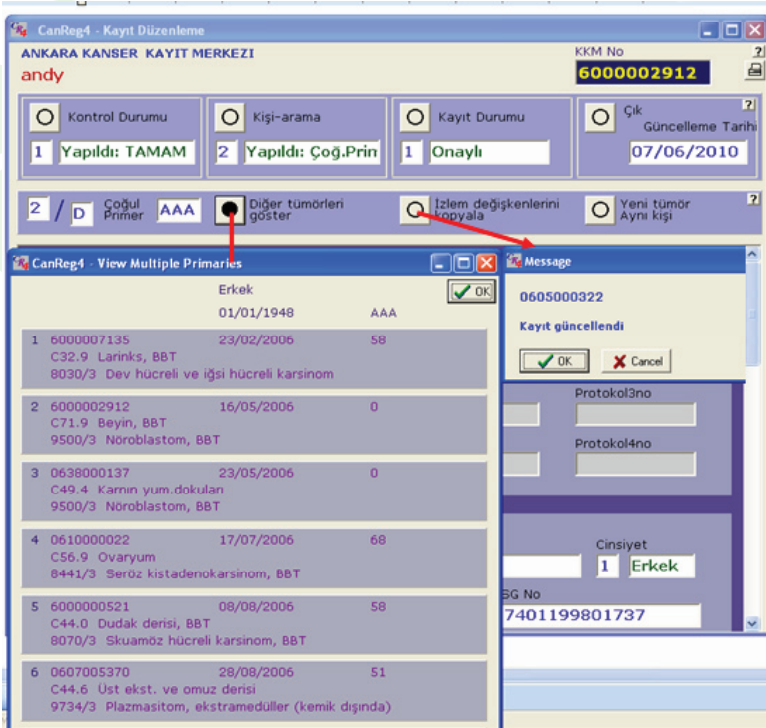 CanReg4 - Kayıt Düzenleme
ANKARA KANSER KAYIT MERKEZI
KKM No
?
andy
6000002912
Kontrol Durumu
Kişi-arama
Kayıt Durumu
Çık
?
Güncelleme Tarihi
1 Yapıldı: TAMAM
2 Yapıldı: Çoğ.Prim
1 Onaylı
07/06/2010
2 / D
Çoğul Primer
AAA
Diğer tümörleri göster
Izlem değişkenlerini kopyala
Yeni tümör Aynı kişi
?
CanReg4 - View Multiple Primaries
Erkek
OK
01/01/1948 AAA
1 6000007135 23/02/2006 58
C32.9 Larinks, BBT
8030/3 Dev hücreli ve iğsi hücreli karsinom
2 6000002912 16/05/2006 0
C71.9 Beyin, BBT
9500/3 Nöroblastom, BBT
3 0638000137 23/05/2006 0
C49.4 Karnın yum.dokuları
9500/3 Nöroblastom, BBT
4 0610000022 17/07/2006 68
C56.9 Ovaryum
8441/3 Seröz kistadenokarsinom, BBT
5 6000000521 08/08/2006 58
C44.0 Dudak derisi, BBT
8070/3 Skuamöz hücreli karsinom, BBT
6 0607005370 28/08/2006 51
C44.6 Üst ekst. ve omuz derisi
9734/3 Plazmasitom, ekstramedüller (kemik dışında)
Message
0605000322
Kayıt güncellendi
OK
Cancel
Protokol3no
Protokol4no
Cinsiyet
1 Erkek
SG No
7401199801737